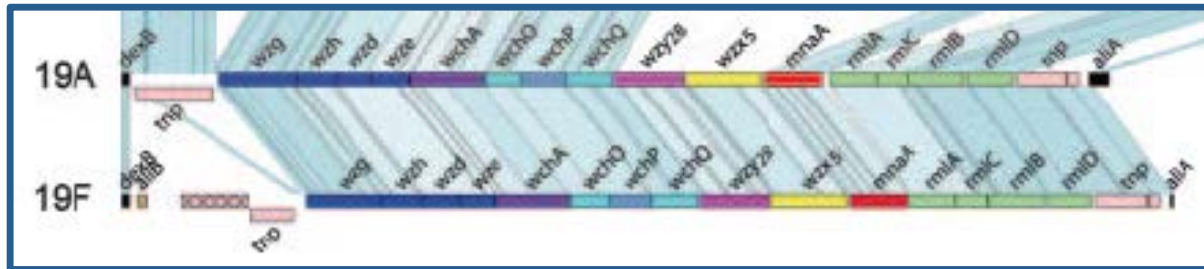 dexB wzg wzh wzd wze wchA wchO wchP wchQ wzy28 wzx5 mnaA rmlA rmlC rmlB rmlD tnp aliA
19A
tnp
wzg wzh wzd wze wchA wchO wchP wchQ wzy28 wzx5 mnaA rmlA rmlC rmlB rmlD tnp aliA
19F
tnp